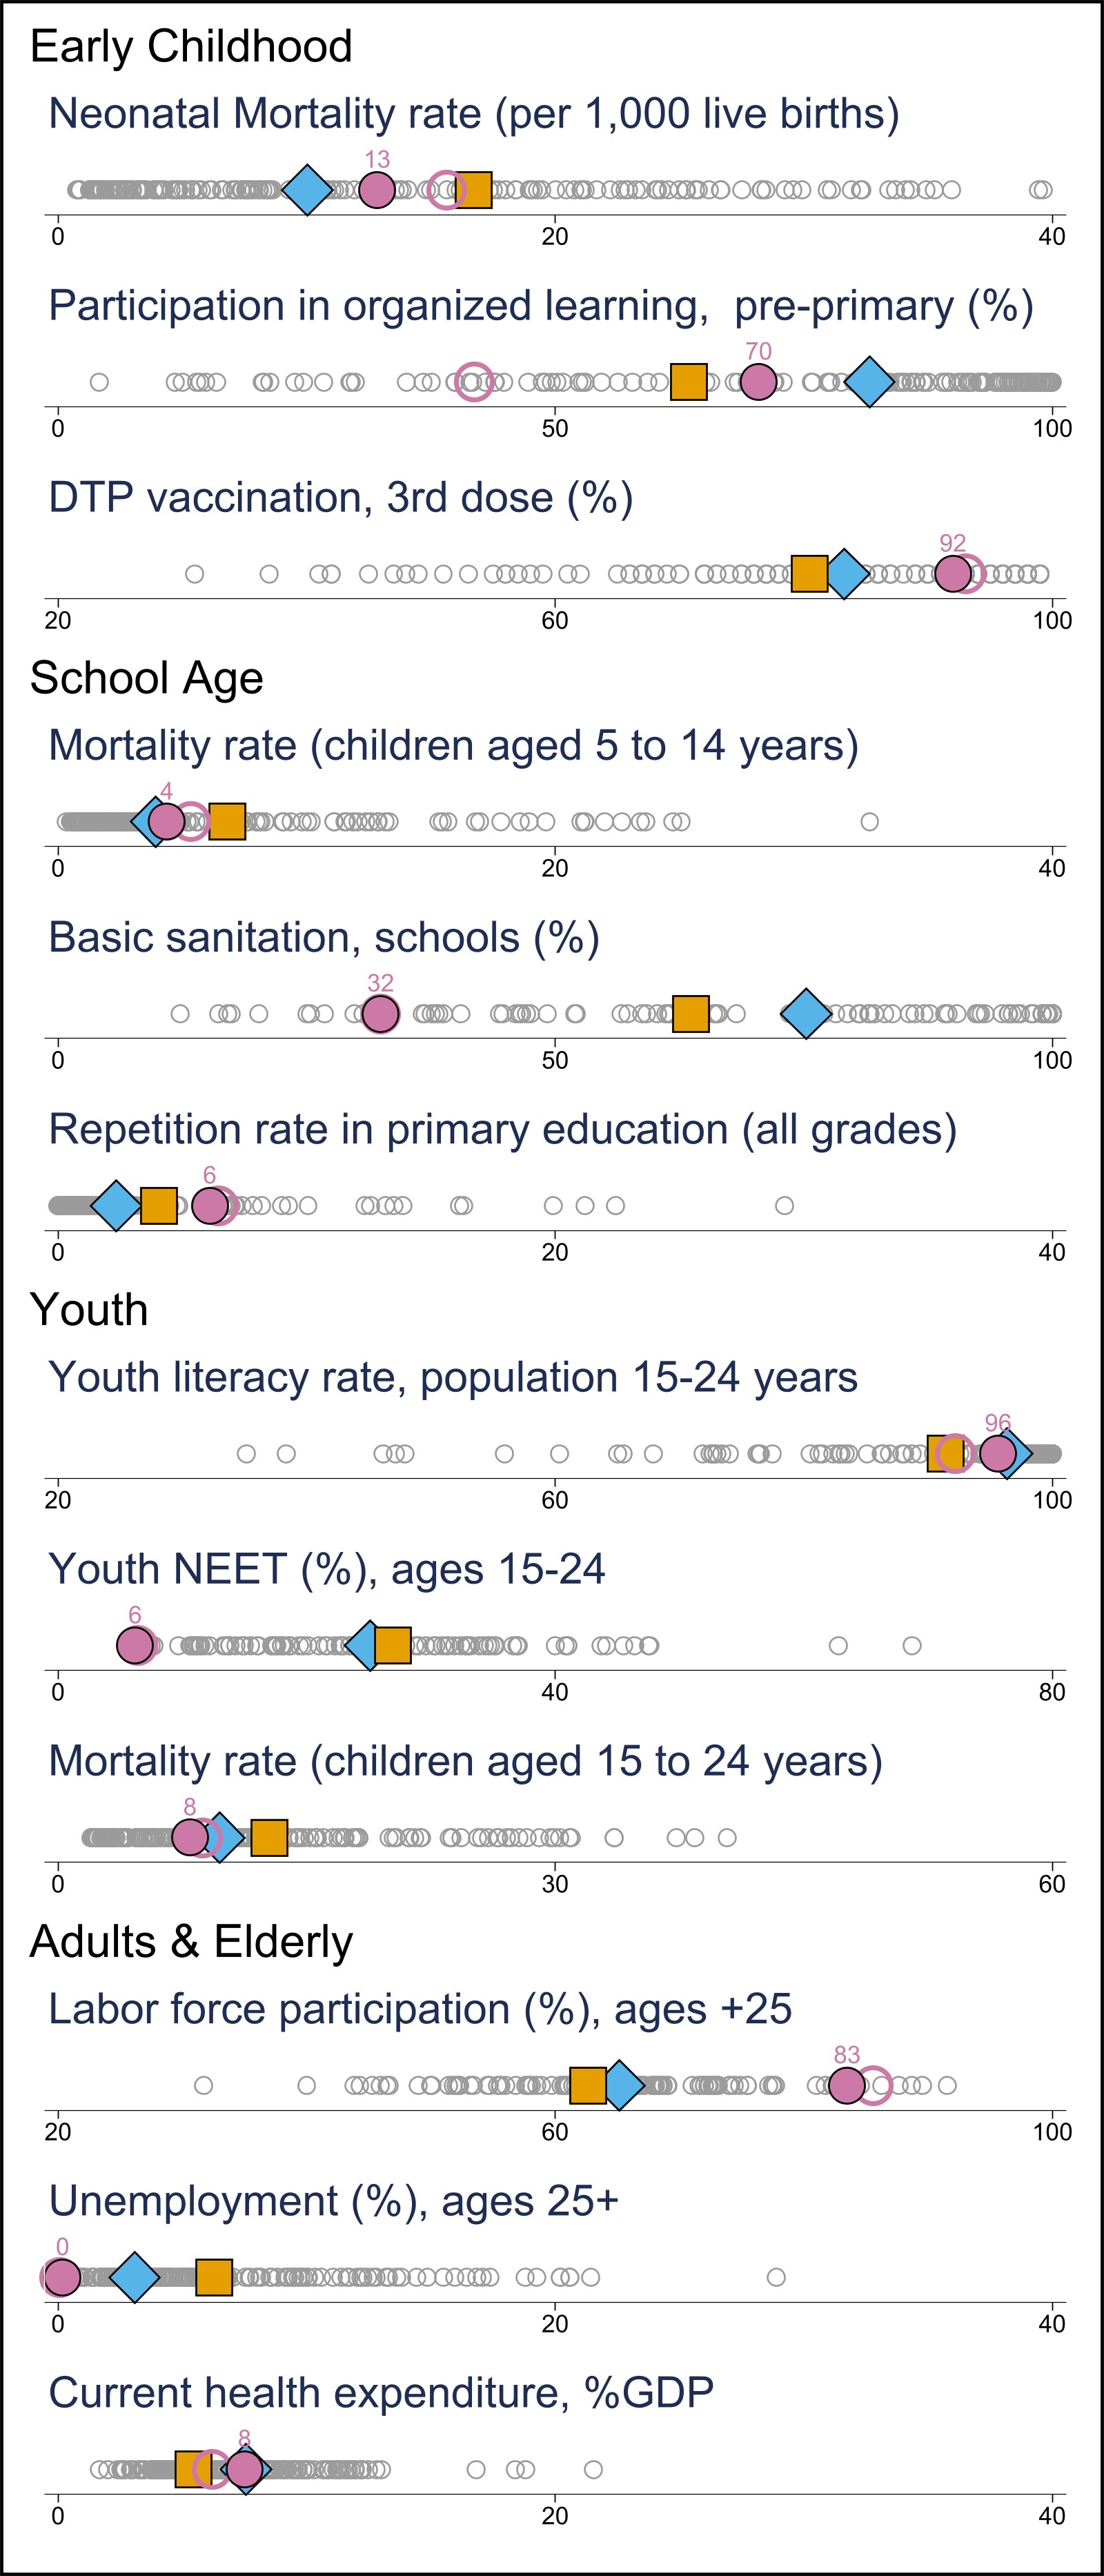 Early Childhood
Neonatal Mortality rate (per 1,000 live births)
13
0 20 40
Participation in organized learning,  pre-primary (%)
70
0 50 100
DTP vaccination, 3rd dose (%)
92
20 60 100
School Age
Mortality rate (children aged 5 to 14 years)
4
0 20 40
Basic sanitation, schools (%)
32
0 50 100
Repetition rate in primary education (all grades)
6
0 20 40
Youth
Youth literacy rate, population 15-24 years
96
20 60 100
Youth NEET (%), ages 15-24
6
0 40 80
Mortality rate (children aged 15 to 24 years)
8
0 30 60
Adults & Elderly
Labor force participation (%), ages +25
83
20 60 100
Unemployment (%), ages 25+
0
0 20 40
Current health expenditure, %GDP
8
0 20 40